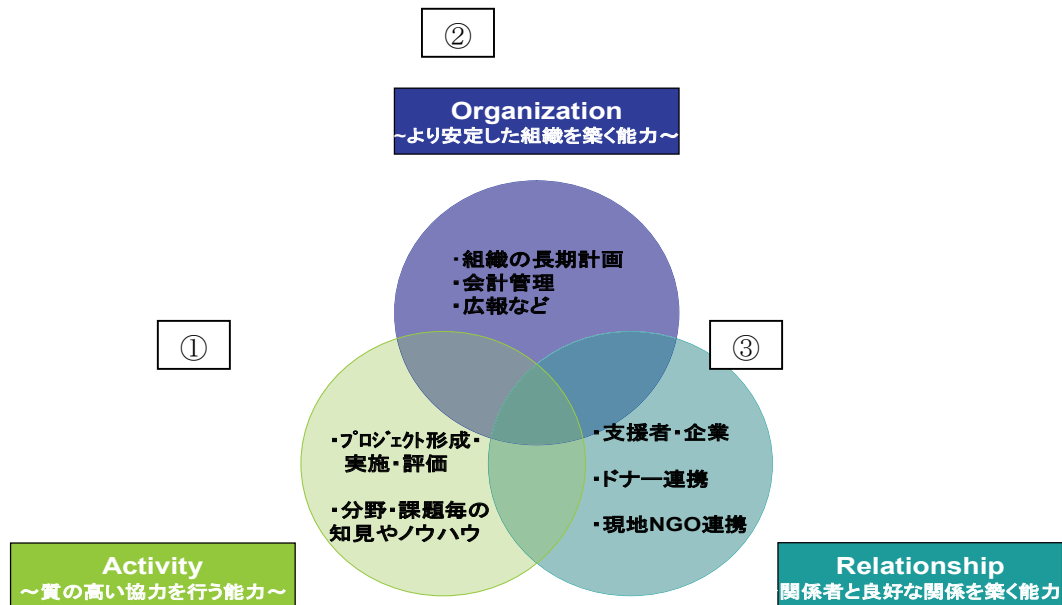 ②
Organization
~より安定した組織を築く能力～
・組織の長期計画
・会計管理
・広報など
①
③
・プロジェクト形成・
実施・評価
・分野・課題毎の
知見やノウハウ
・支援者・企業
・ドナー連携
・現地NGO連携
Activity
～質の高い協力を行う能力～
Relationship
関係者と良好な関係を築く能力